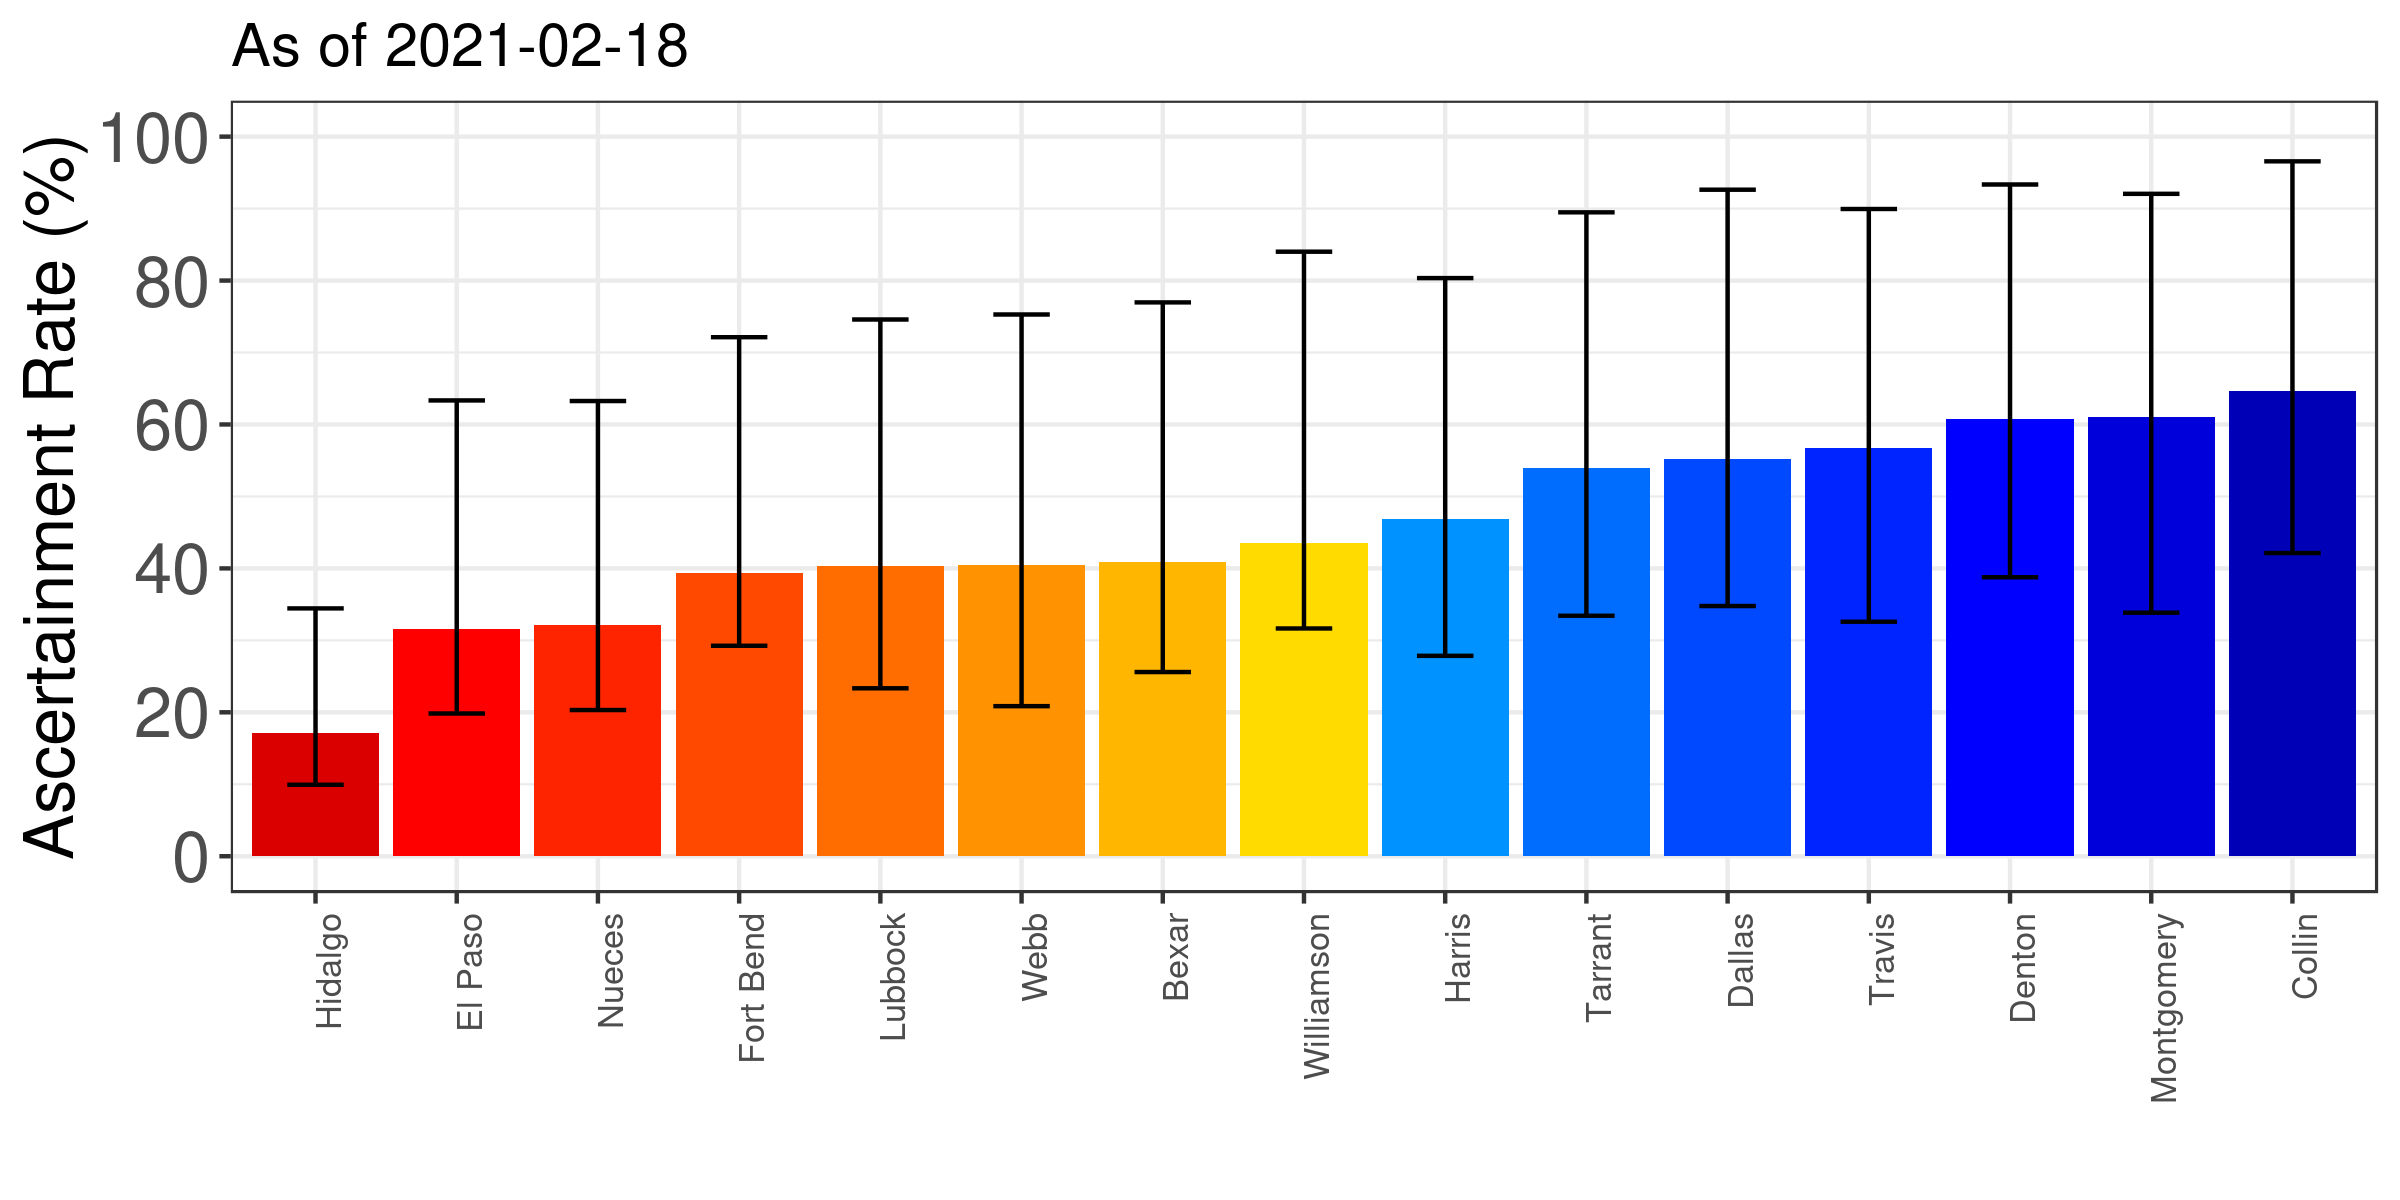 As of 2021-02-18
Ascertainment Rate (%)
100
80
60
40
20
0
Hidalgo
El Paso
Nueces
Fort Bend
Lubbock
Webb
Bexar
Williamson
Harris
Tarrant
Dallas
Travis
Denton
Montgomery
Collin